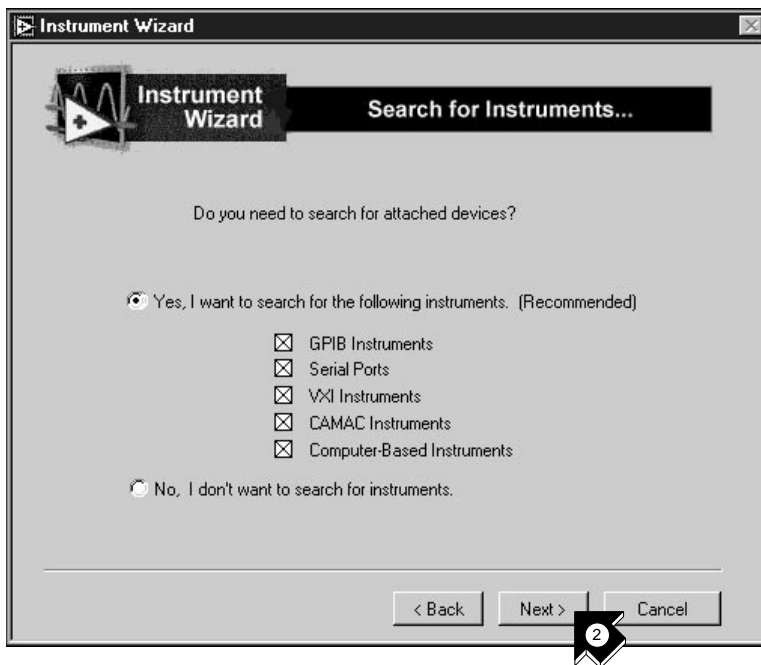 Instrument Wizard
Instrument
Wizard
Search for Instruments...
Do you need to search for attached devices?
Yes, I want to search for the following instruments. (Recommended)
GPIB Instruments
Serial Ports
VXI Instruments
CAMAC Instruments
Computer-Based Instruments
No, I don't want to search for instruments.
< Back Next > Cancel
2